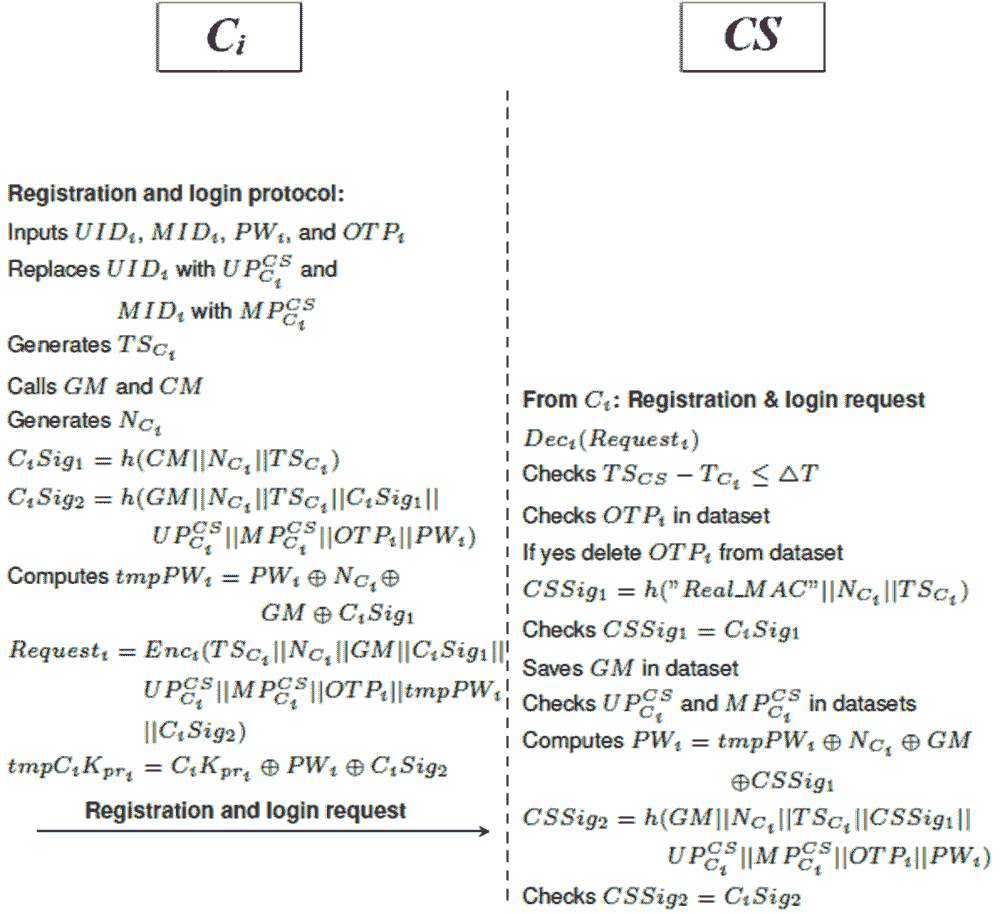 C_i
CS
Registration and login protocol:
Inputs UID_i, MID_i, PW_i, and OTP_i
Replaces UID_i with UP_{C_i}^{CS} and
MID_i with MP_{C_i}^{CS}
Generates TS_{C_i}
Calls GM and CM
Generates N_{C_i}
C_iSig_1 = h(CM||N_{C_i}||TS_{C_i})
C_iSig_2 = h(GM||N_{C_i}||TS_{C_i}||C_iSig_1||
UP_{C_i}^{CS}||MP_{C_i}^{CS}||OTP_i||PW_i)
Computes tmpPW_i = PW_i ⊕ N_{C_i} ⊕
GM ⊕ C_iSig_1
Request_i = Enc_i(TS_{C_i}||N_{C_i}||GM||C_iSig_1||
UP_{C_i}^{CS}||MP_{C_i}^{CS}||OTP_i||tmpPW_i
||C_iSig_2)
tmpC_iK_{pr_i} = C_iK_{pr_i} ⊕ PW_i ⊕ C_iSig_2
Registration and login request
From C_i: Registration & login request
Dec_i(Request_i)
Checks TS_{CS} − T_{C_i} ≤ △T
Checks OTP_i in dataset
If yes delete OTP_i from dataset
CSSig_1 = h("Real_MAC"||N_{C_i}||TS_{C_i})
Checks CSSig_1 = C_iSig_1
Saves GM in dataset
Checks UP_{C_i}^{CS} and MP_{C_i}^{CS} in datasets
Computes PW_i = tmpPW_i ⊕ N_{C_i} ⊕ GM
⊕CSSig_1
CSSig_2 = h(GM||N_{C_i}||TS_{C_i}||CSSig_1||
UP_{C_i}^{CS}||MP_{C_i}^{CS}||OTP_i||PW_i)
Checks CSSig_2 = C_iSig_2